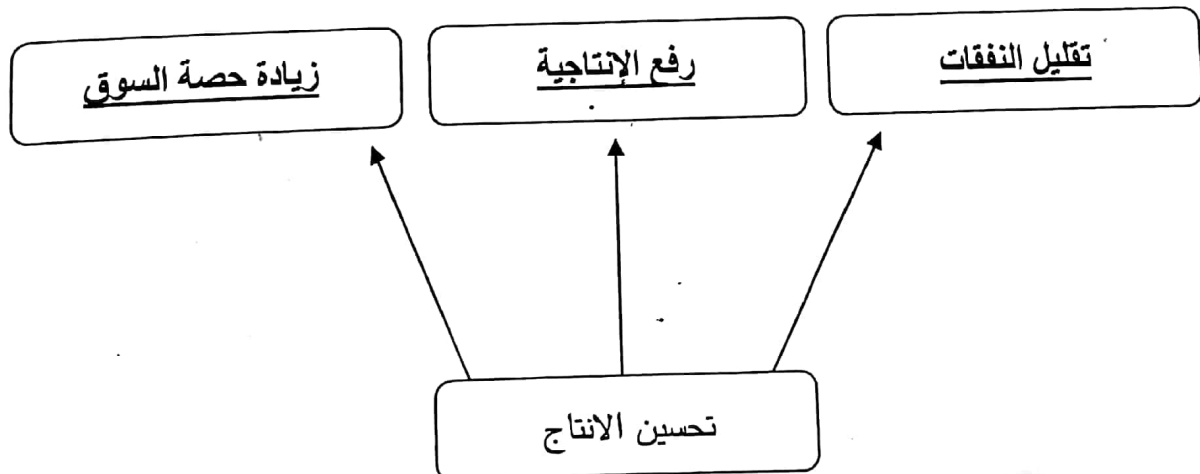 تقليل النفقات
رفع الإنتاجية
زيادة حصة السوق
تحسين الانتاج